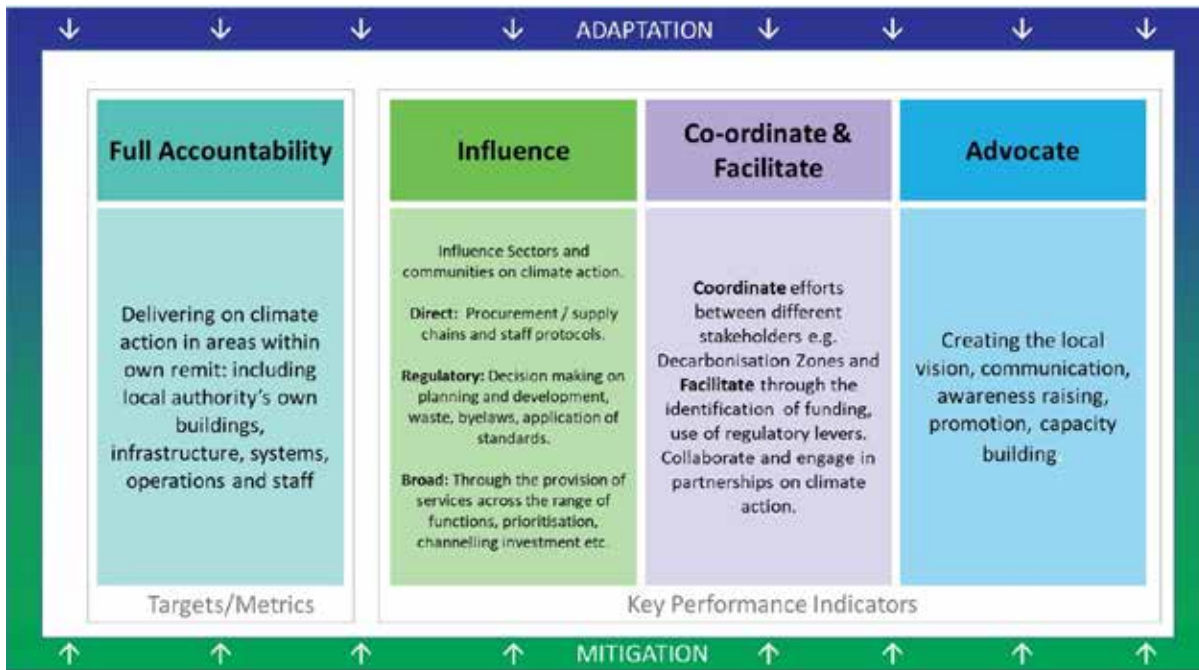 ADAPTATION
Full Accountability
Delivering on climate
action in areas within
own remit: including
local authority's own
buildings,
infrastructure, systems,
operations and staff
Targets/Metrics
Influence
Influence Sectors and
communities on climate action.
Direct: Procurement / supply
chains and staff protocols.
Regulatory: Decision making on
planning and development,
waste, byelaws, application of
standards.
Broad: Through the provision of
services across the range of
functions, prioritisation,
channelling investment etc.
Co-ordinate &
Facilitate
Coordinate efforts
between different
stakeholders e.g.
Decarbonisation Zones and
Facilitate through the
identification of funding,
use of regulatory levers.
Collaborate and engage in
partnerships on climate
action.
Advocate
Creating the local
vision, communication,
awareness raising,
promotion, capacity
building
Key Performance Indicators
MITIGATION